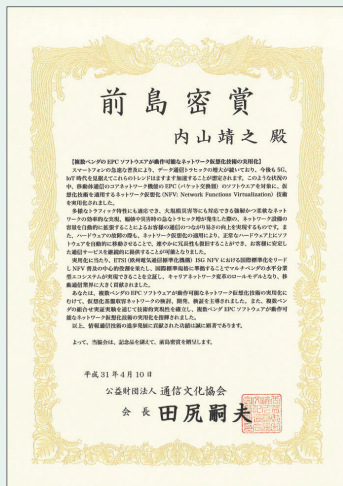 前島密賞
内山靖之 殿
【複数ベンダのEPCソフトウエアが動作可能なネットワーク仮想化技術の実用化】
スマートフォンの急速な普及により、データ通信トラヒックの増大が続いており、今後も5G、
IoT時代を見据えてこれらのトレンドはますます加速することが想定されます。このような状況の
中、移動体通信のコアネットワーク機能のEPC(パケット交換機)のソフトウエアを対象に、仮
想化技術を適用するネットワーク仮想化(NFV: Network Functions Virtualization)技術
を実用化されました。
多様なトラフィック特性にも適応でき、大規模災害等にも対応できる強靭かつ柔軟なネット
ワークの効率的な実現、輻輳や災害時の急なトラヒック増が発生した際の、ネットワーク設備の
容量を自動的に拡張することによるお客様の通信のつながり易さの向上を実現するものです。ま
た、ハードウェアの故障の際も、ネットワーク仮想化の適用により、正常なハードウェア上にソフ
トウェアを自動的に移動させることで、速やかに冗長性も復旧することができ、お客様に安定し
た通信サービスを継続的に提供することが可能となりました。
実用化に当たり、ETSI(欧州電気通信標準化機構)ISG NFVにおける国際標準化をリード
しNFV普及の中心的役割を果たし、国際標準規格に準拠することでマルチベンダの水平分業
型エコシステムが実現できることを立証し、キャリアネットワーク変革のロールモデルとなり、移
動通信業界に大きく貢献されました。
あなたは、複数ベンダのEPCソフトウエアが動作可能なネットワーク仮想化技術の実用化に
むけて、仮想化基盤収容ネットワークの検討、開発、検証を主導されました。また、複数ベン
ダの組合せ実証実験を通じて技術的実現性を確立し、複数ベンダEPCソフトウエアが動作可
能なネットワーク仮想化技術の実用化を指揮されました。
以上、情報通信技術の進歩発展に貢献された功績は誠に顕著であります。
よって、当協会は、記念品を添えて、前島密賞を贈呈します。
平成31年4月10日
公益財団法人 通信文化協会
会長 田尻嗣夫